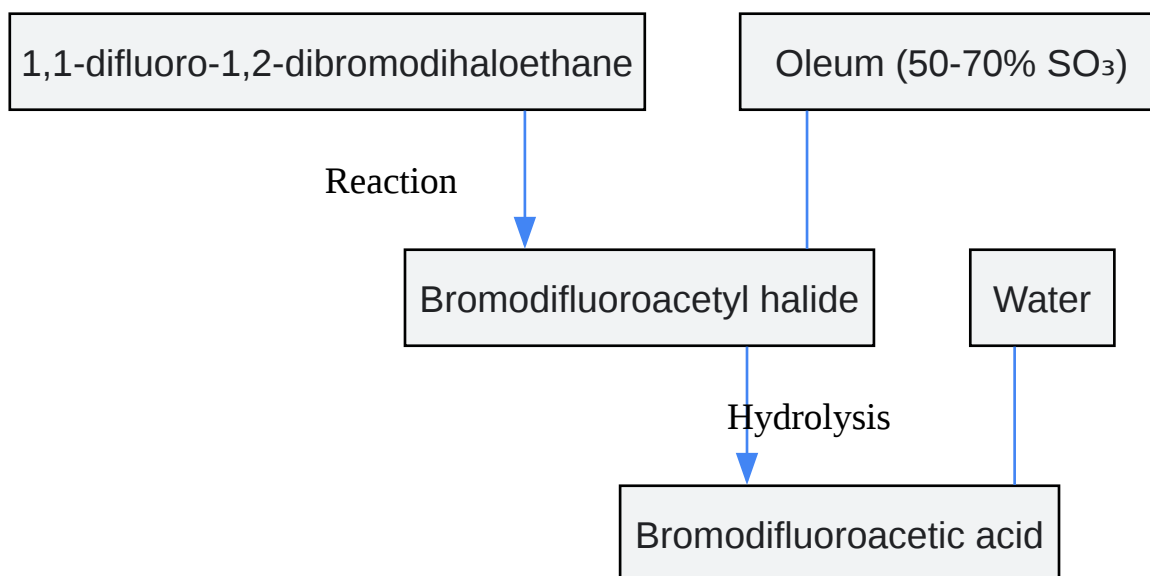 1,1-difluoro-1,2-dibromodihaloethane
Oleum (50-70% SO₃)
Reaction
Bromodifluoroacetyl halide
Water
Hydrolysis
Bromodifluoroacetic acid